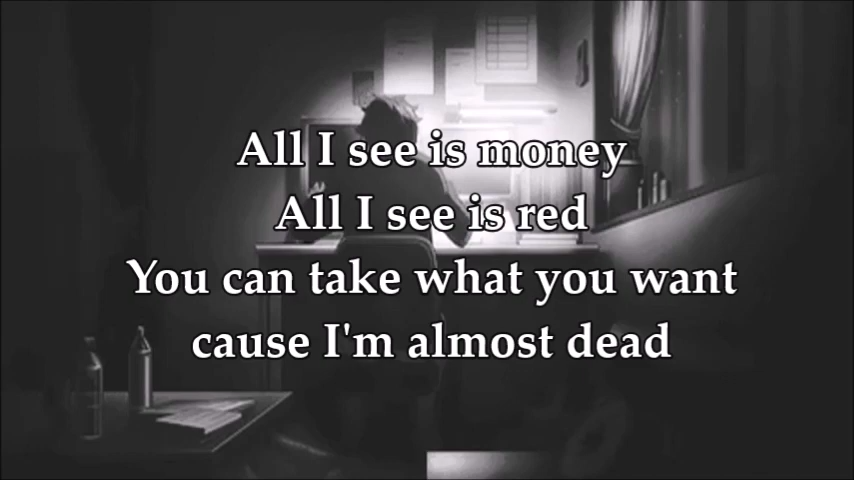 All I see is money
All I see is red
You can take what you want
cause I'm almost dead